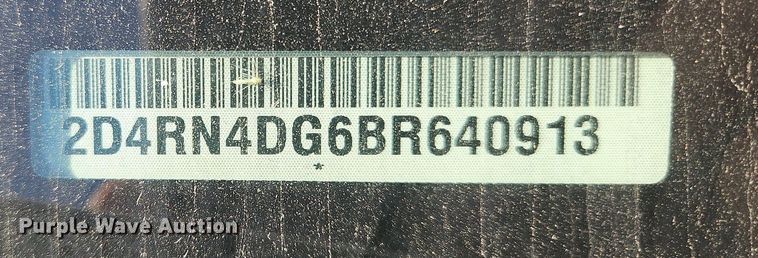 2D4RN4DG6BR640913
*
Purple Wave Auction